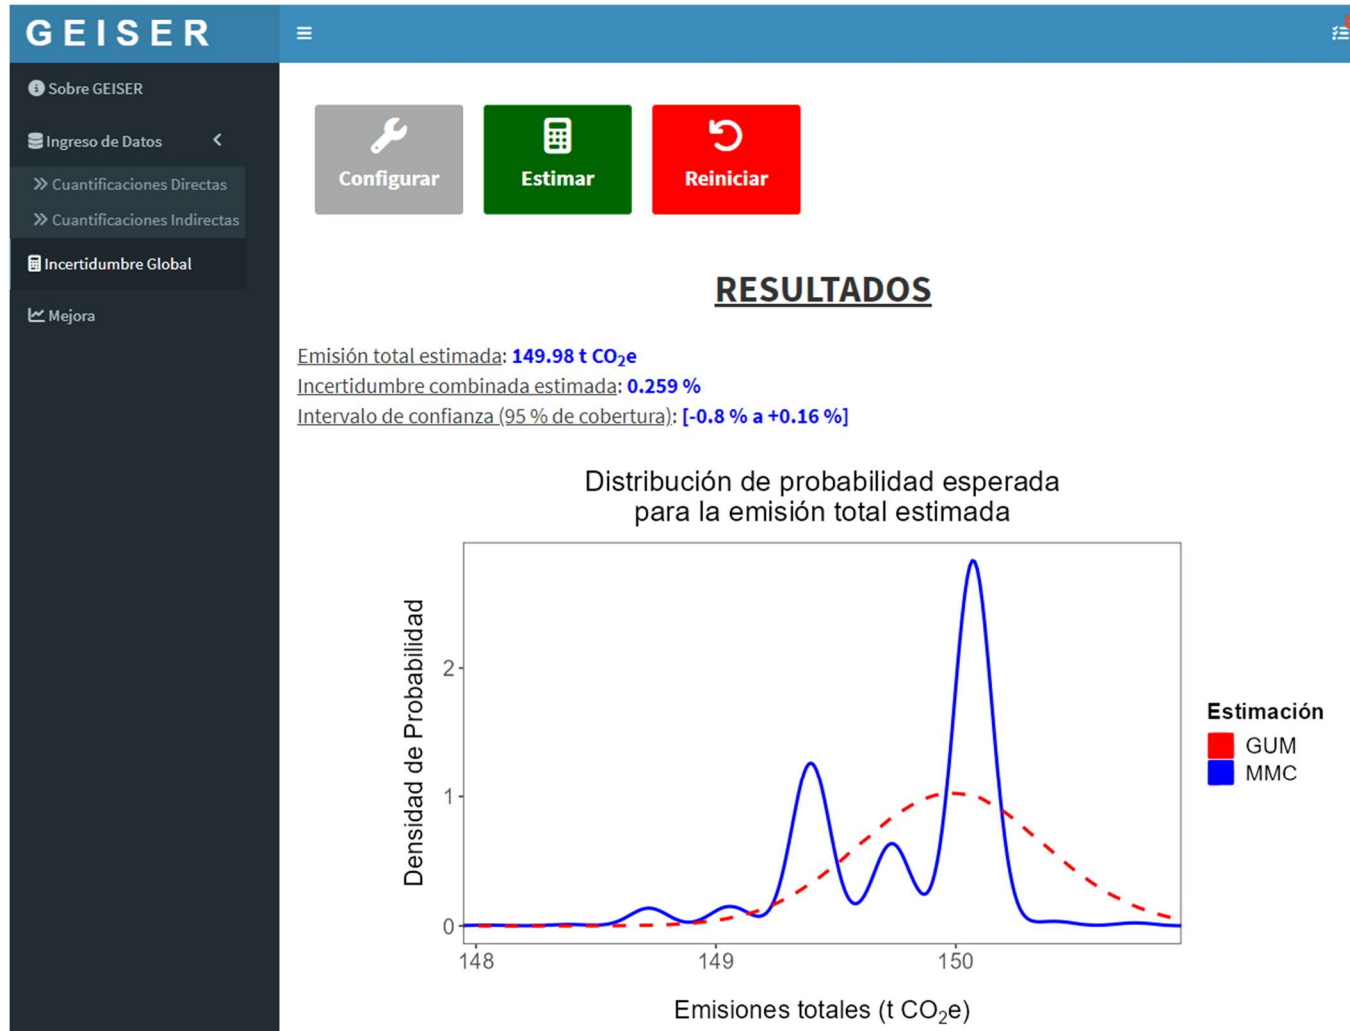 GEISER
Sobre GEISER
Ingreso de Datos
Cuantificaciones Directas
Cuantificaciones Indirectas
Incertidumbre Global
Mejora
Configurar
Estimar
Reiniciar
RESULTADOS
Emisión total estimada: 149.98 t CO₂e
Incertidumbre combinada estimada: 0.259 %
Intervalo de confianza (95 % de cobertura): [-0.8 % a +0.16 %]
Distribución de probabilidad esperada
para la emisión total estimada
Densidad de Probabilidad
2
1
0
148
149
150
Emisiones totales (t CO₂e)
Estimación
GUM
MMC